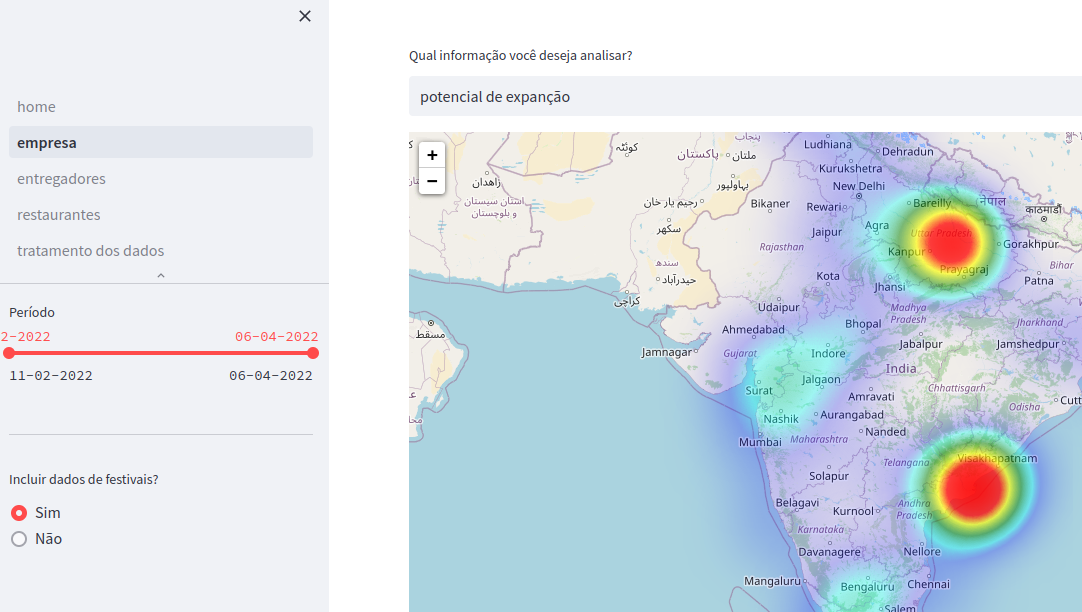 home
empresa
entregadores
restaurantes
tratamento dos dados
Período
2-2022
06-04-2022
11-02-2022
06-04-2022
Incluir dados de festivais?
Sim
Não
Qual informação você deseja analisar?
potencial de expanção
+
−
پنجاب
Ludhiana
Dehradun
کوئٹہ
پاکستان
ملتان
Kurukshetra
زاهدان
بہاولپور
New Delhi
استان سیستان
و بلوچستان
رحیم یار خان
Bikaner
Rewari
Bareilly
नेपाल
काठमाडौँ
سکھر
Jaipur
Agra
Uttar Pradesh
Rajasthan
Kanpur
Gorakhpur
سندھ
حیدرآباد
Kota
Prayagraj
Bihar
Jhansi
Patna
کراچی
Udaipur
Madhya
Pradesh
Ahmedabad
Bhopal
Jharkhand
مسقط
Jabalpur
Jamshedpur
Jamnagar
Gujarat
Indore
India
Surat
Jalgaon
Chhattisgarh
Amravati
Cutt
Nashik
Aurangabad
Odisha
Mumbai
Maharashtra
Nanded
Visakhapatnam
Telangana
Solapur
Belagavi
Kurnool
Andhra
Pradesh
Karnataka
Davanagere
Nellore
Mangaluru
Bengaluru
Chennai
Salem